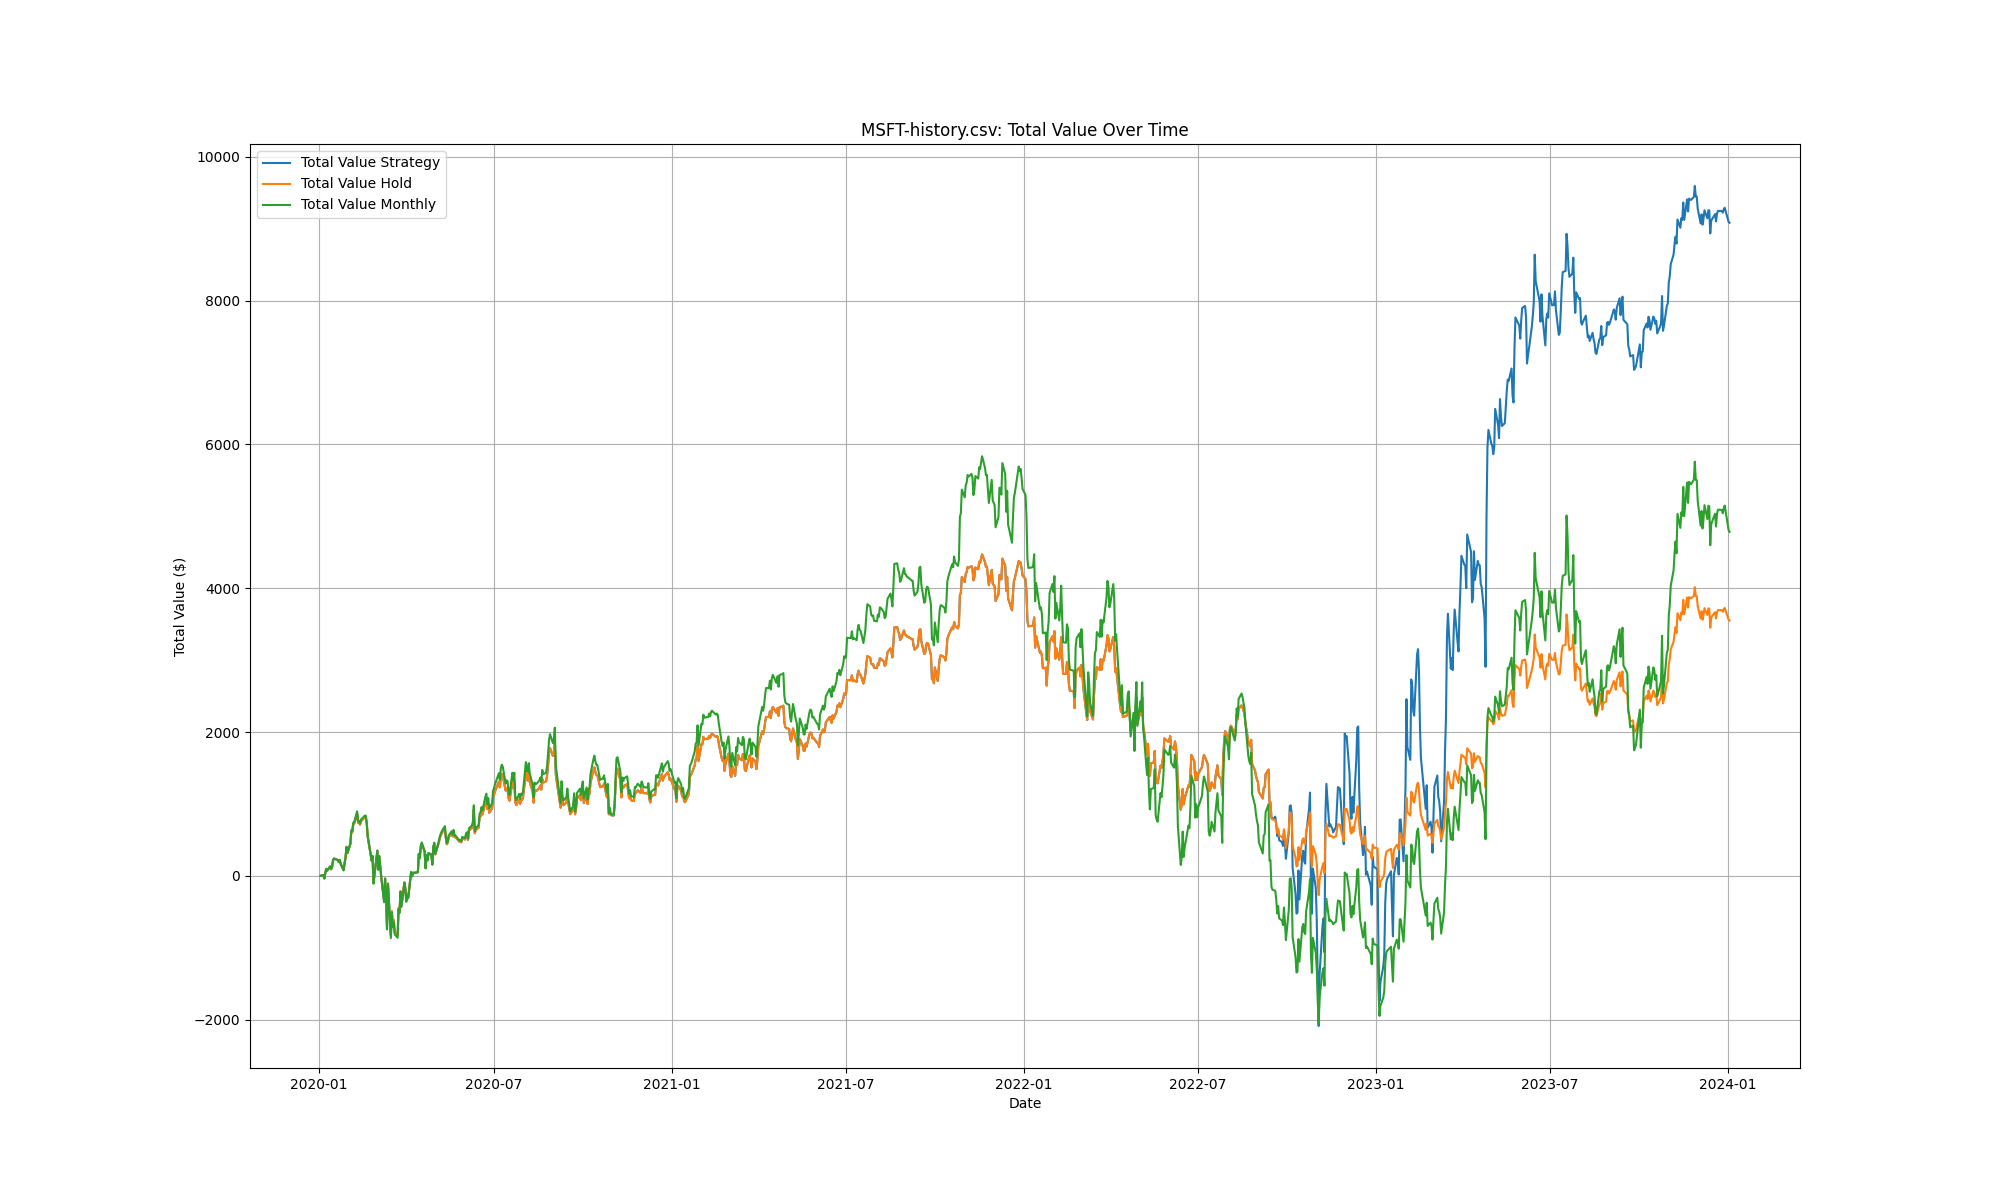 MSFT-history.csv: Total Value Over Time
Total Value Strategy
Total Value Hold
Total Value Monthly
Total Value ($)
10000
8000
6000
4000
2000
0
−2000
2020-01 2020-07 2021-01 2021-07 2022-01 2022-07 2023-01 2023-07 2024-01
Date